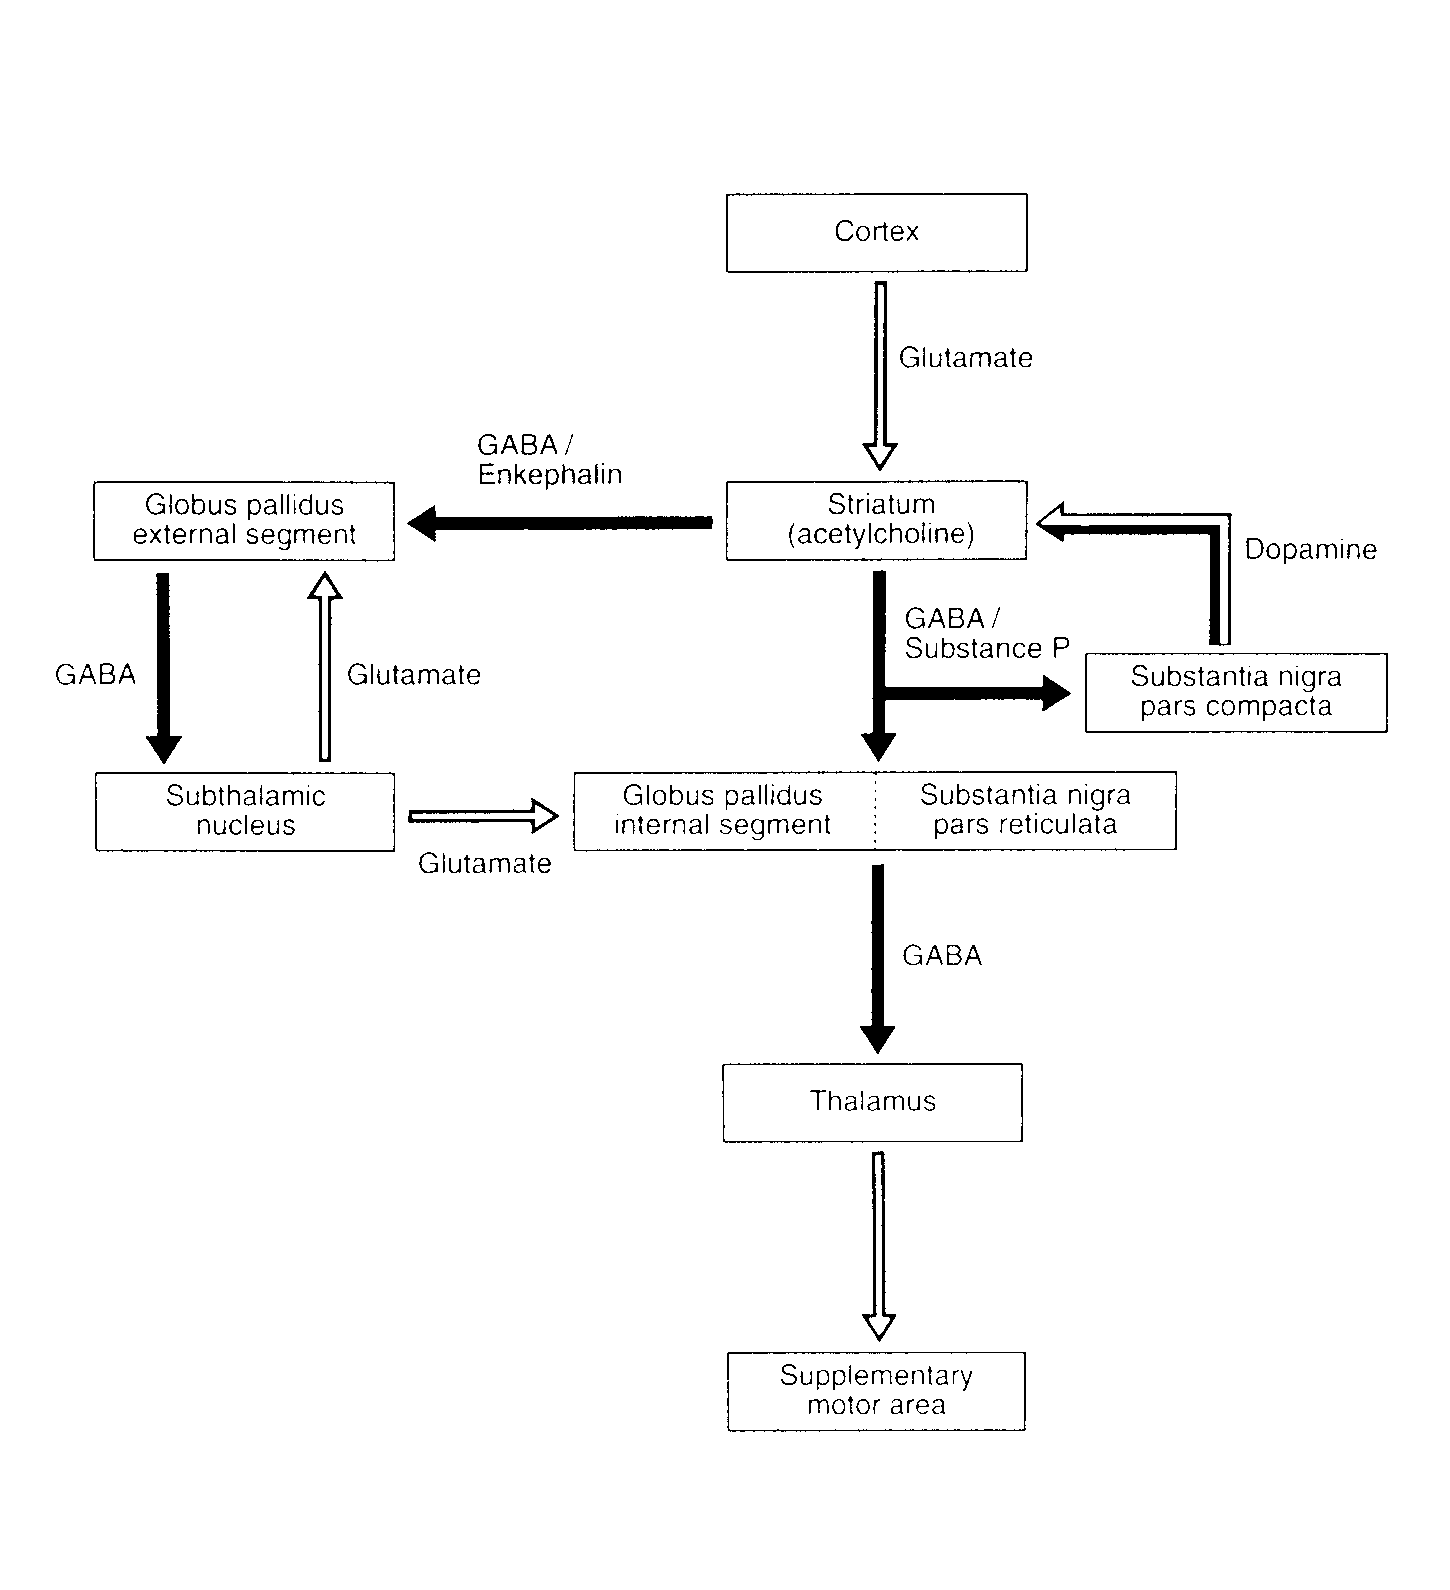 Cortex
Glutamate
GABA /
Enkephalin
Globus pallidus
external segment
Striatum
(acetylcholine)
Dopamine
GABA /
Substance P
GABA
Glutamate
Substantia nigra
pars compacta
Subthalamic
nucleus
Glutamate
Globus pallidus
internal segment
Substantia nigra
pars reticulata
GABA
Thalamus
Supplementary
motor area